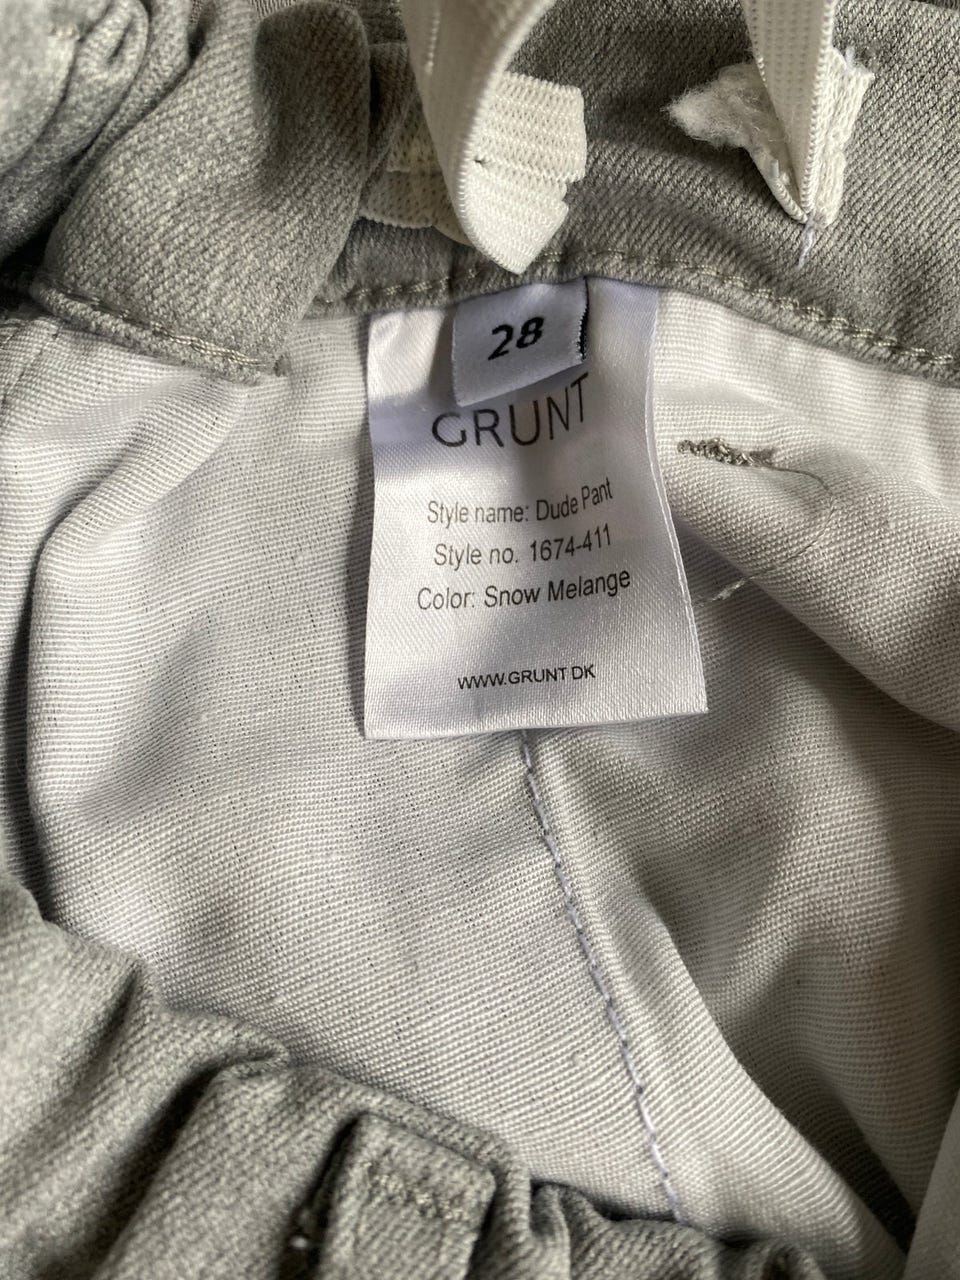 28
GRUNT
Style name: Dude Pant
Style no. 1674-411
Color: Snow Melange
WWW.GRUNT.DK